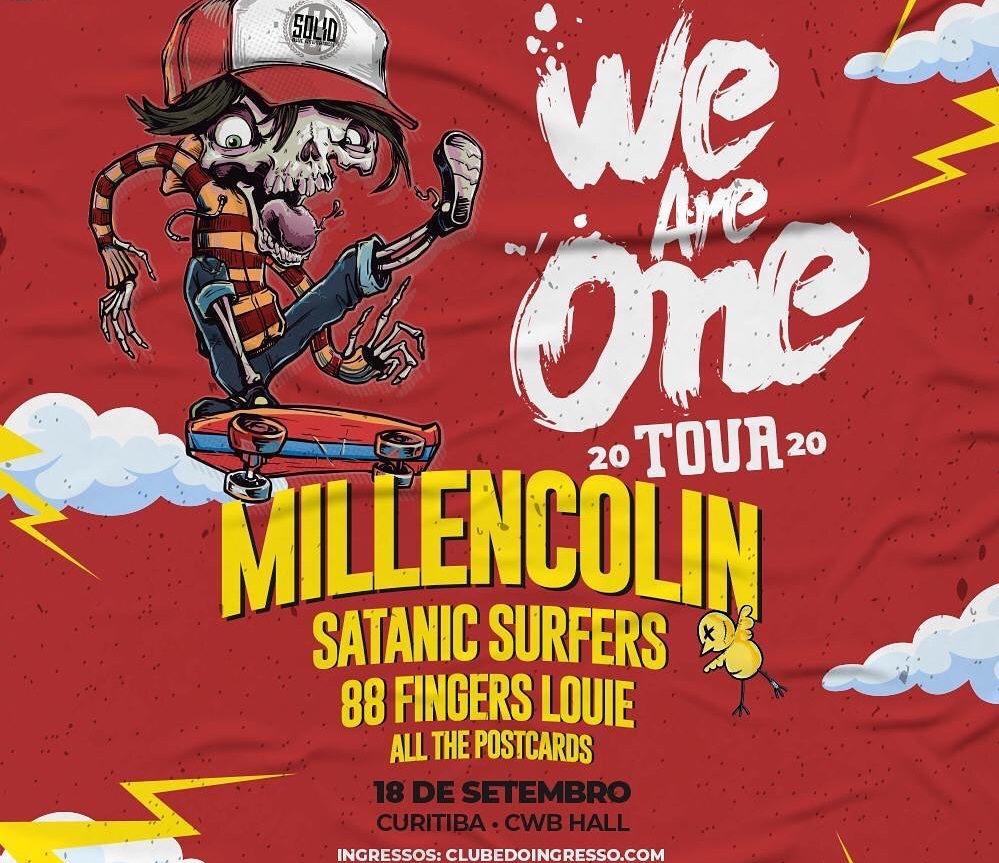 SOLID
We
Are
One
20 TOUR 20
MILLENCOLIN
SATANIC SURFERS
88 FINGERS LOUIE
ALL THE POSTCARDS
18 DE SETEMBRO
CURITIBA • CWB HALL
INGRESSOS: CLUBEDOINGRESSO.COM